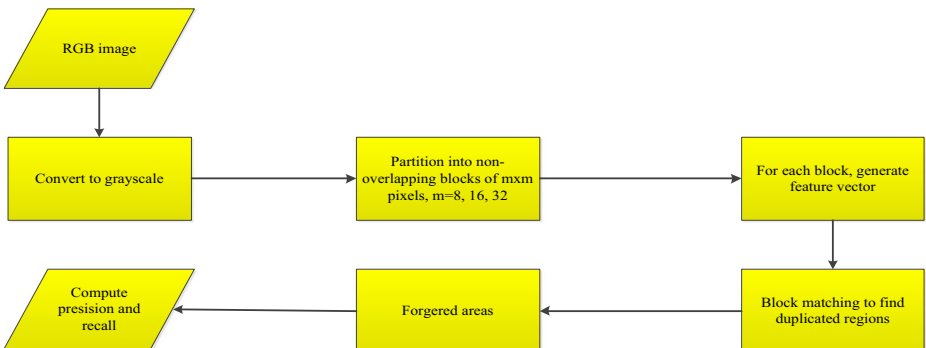 RGB image
Convert to grayscale
Partition into non-
overlapping blocks of mxm
pixels, m=8, 16, 32
For each block, generate
feature vector
Block matching to find
duplicated regions
Forgered areas
Compute
presision and
recall